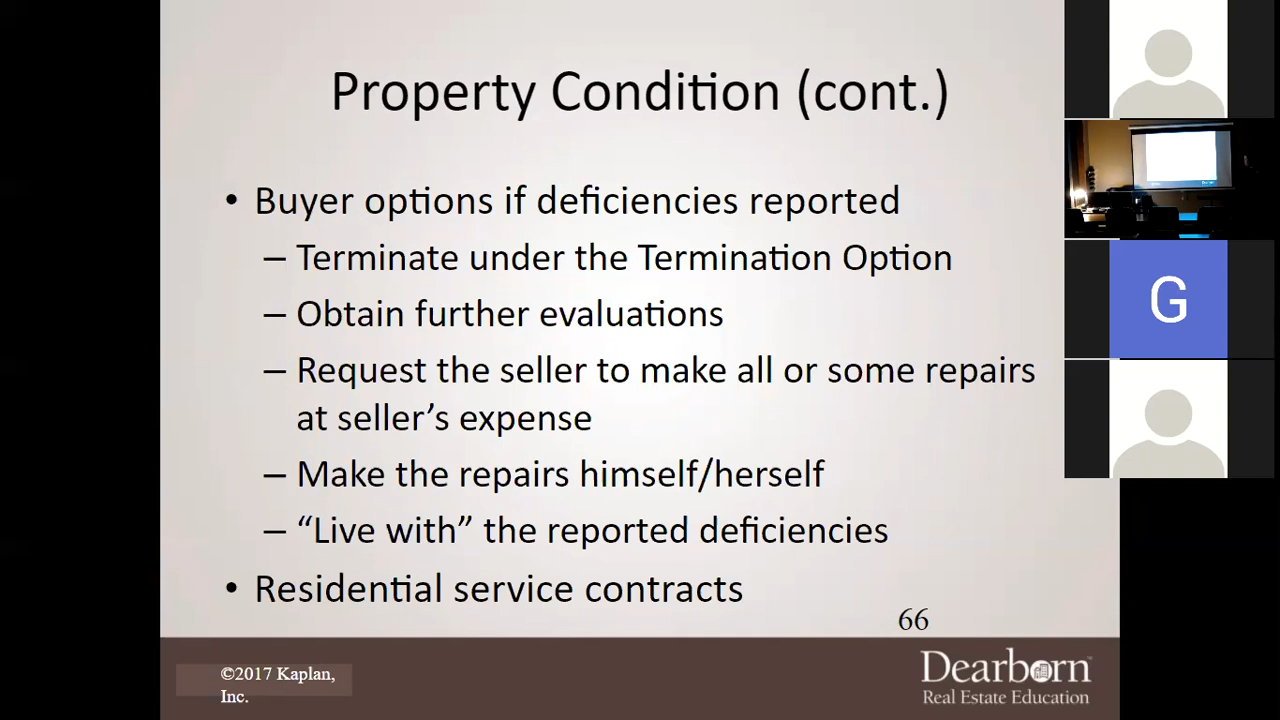 Property Condition (cont.)
• Buyer options if deficiencies reported
– Terminate under the Termination Option
– Obtain further evaluations
– Request the seller to make all or some repairs
at seller’s expense
– Make the repairs himself/herself
– “Live with” the reported deficiencies
• Residential service contracts
66
©2017 Kaplan,
Inc.
Dearborn™
Real Estate Education
G